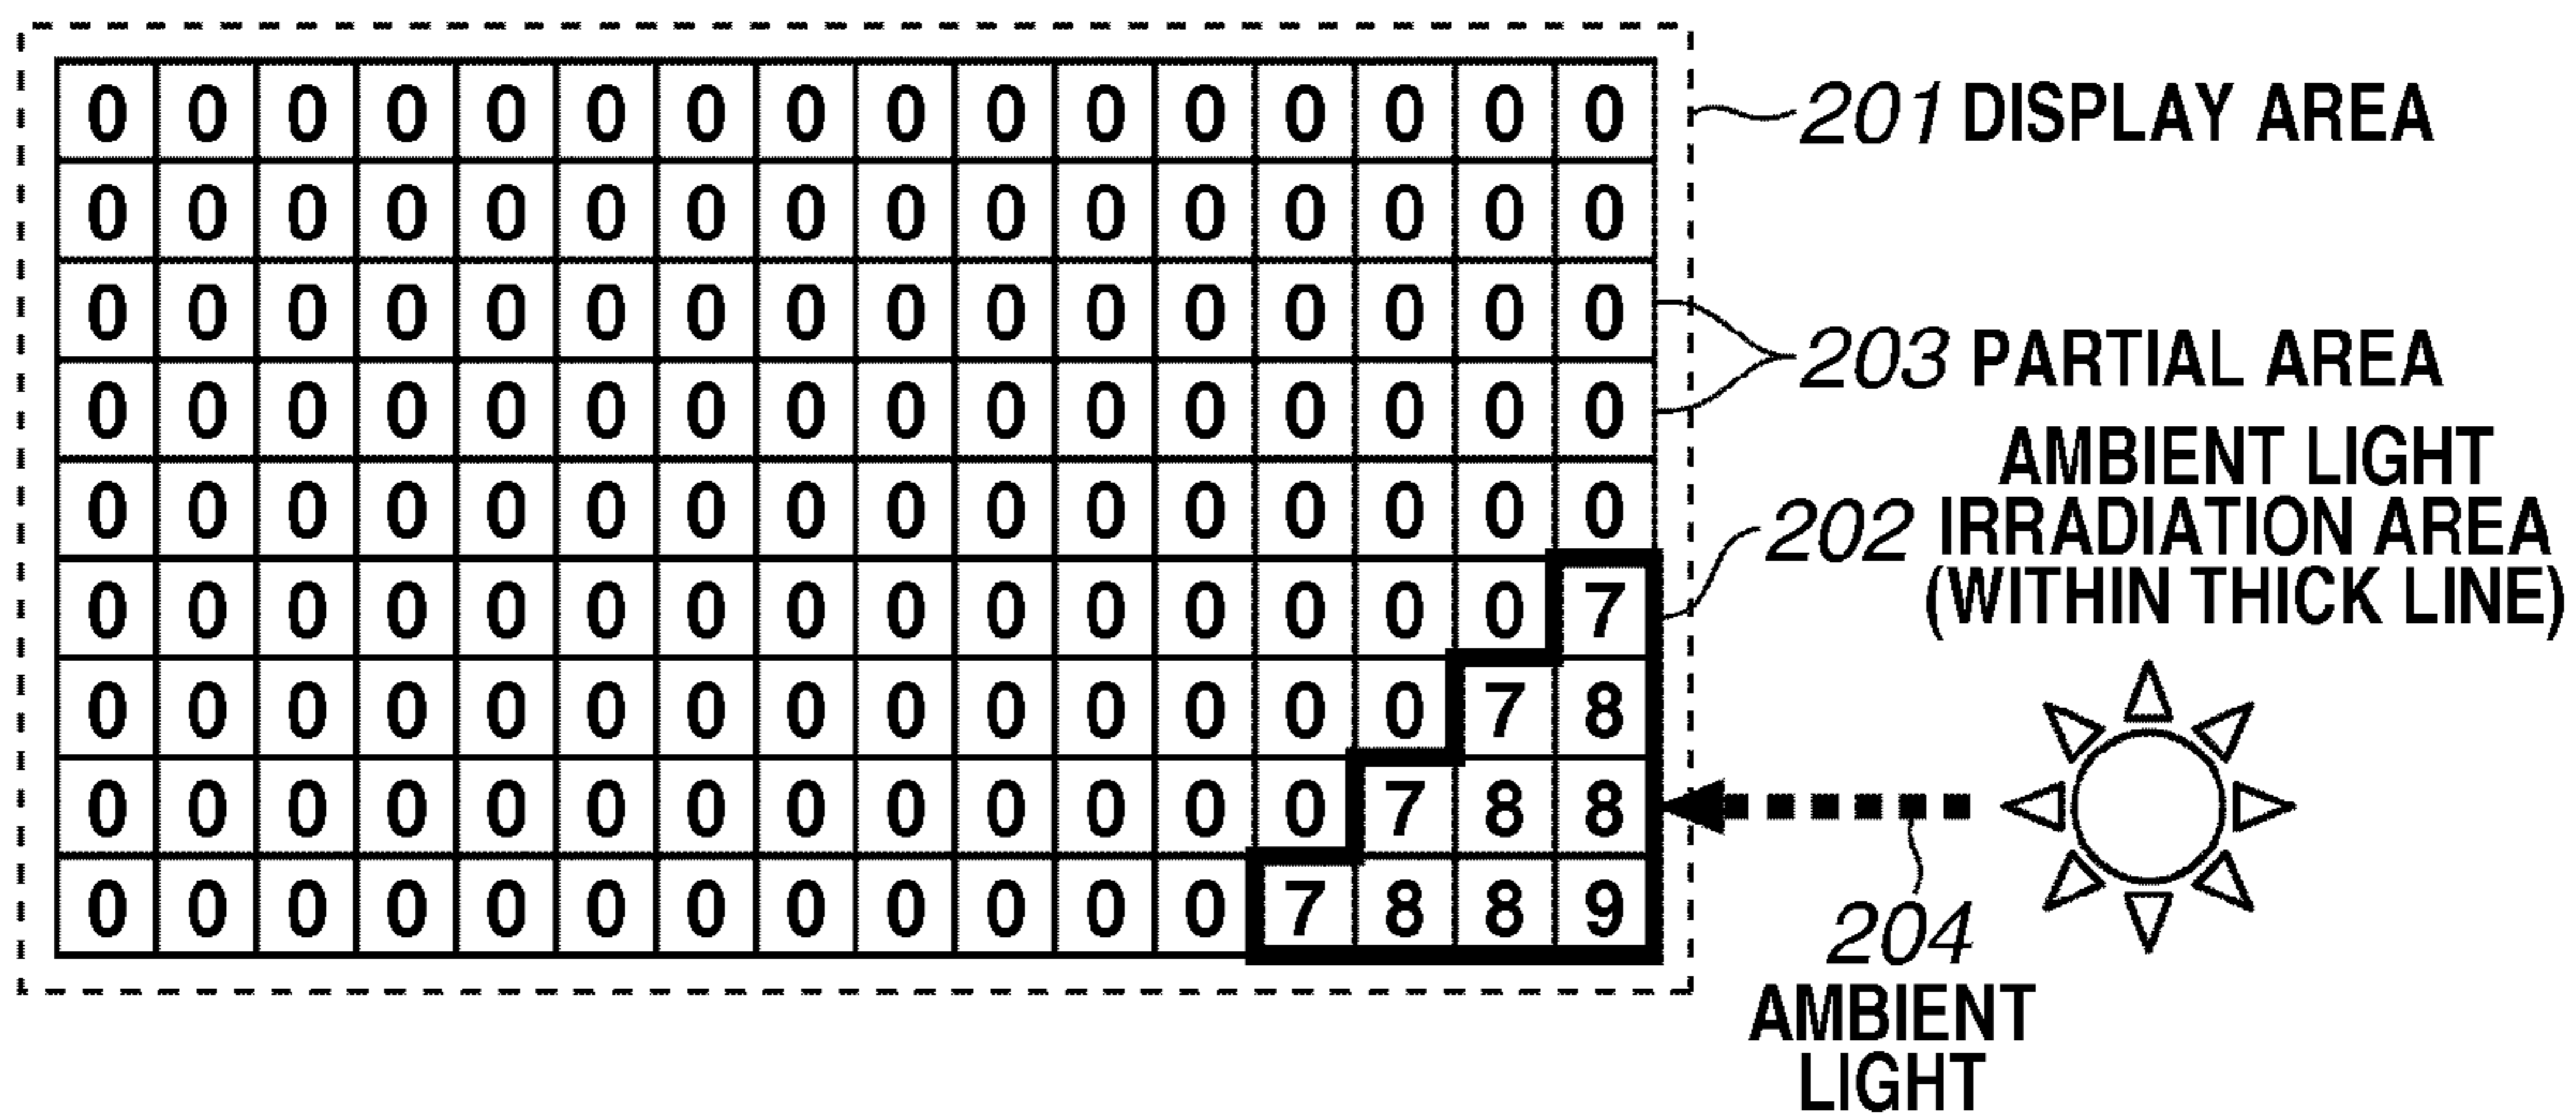 0 0 0 0 0 0 0 0 0 0 0 0 0 0 0 0
201 DISPLAY AREA
0 0 0 0 0 0 0 0 0 0 0 0 0 0 0 0
0 0 0 0 0 0 0 0 0 0 0 0 0 0 0 0
203 PARTIAL AREA
0 0 0 0 0 0 0 0 0 0 0 0 0 0 0 0
0 0 0 0 0 0 0 0 0 0 0 0 0 0 0 0
AMBIENT LIGHT
202 IRRADIATION AREA
(WITHIN THICK LINE)
0 0 0 0 0 0 0 0 0 0 0 0 0 0 0 7
0 0 0 0 0 0 0 0 0 0 0 0 0 0 7 8
0 0 0 0 0 0 0 0 0 0 0 0 0 7 8 8
0 0 0 0 0 0 0 0 0 0 0 0 7 8 8 9
204
AMBIENT
LIGHT